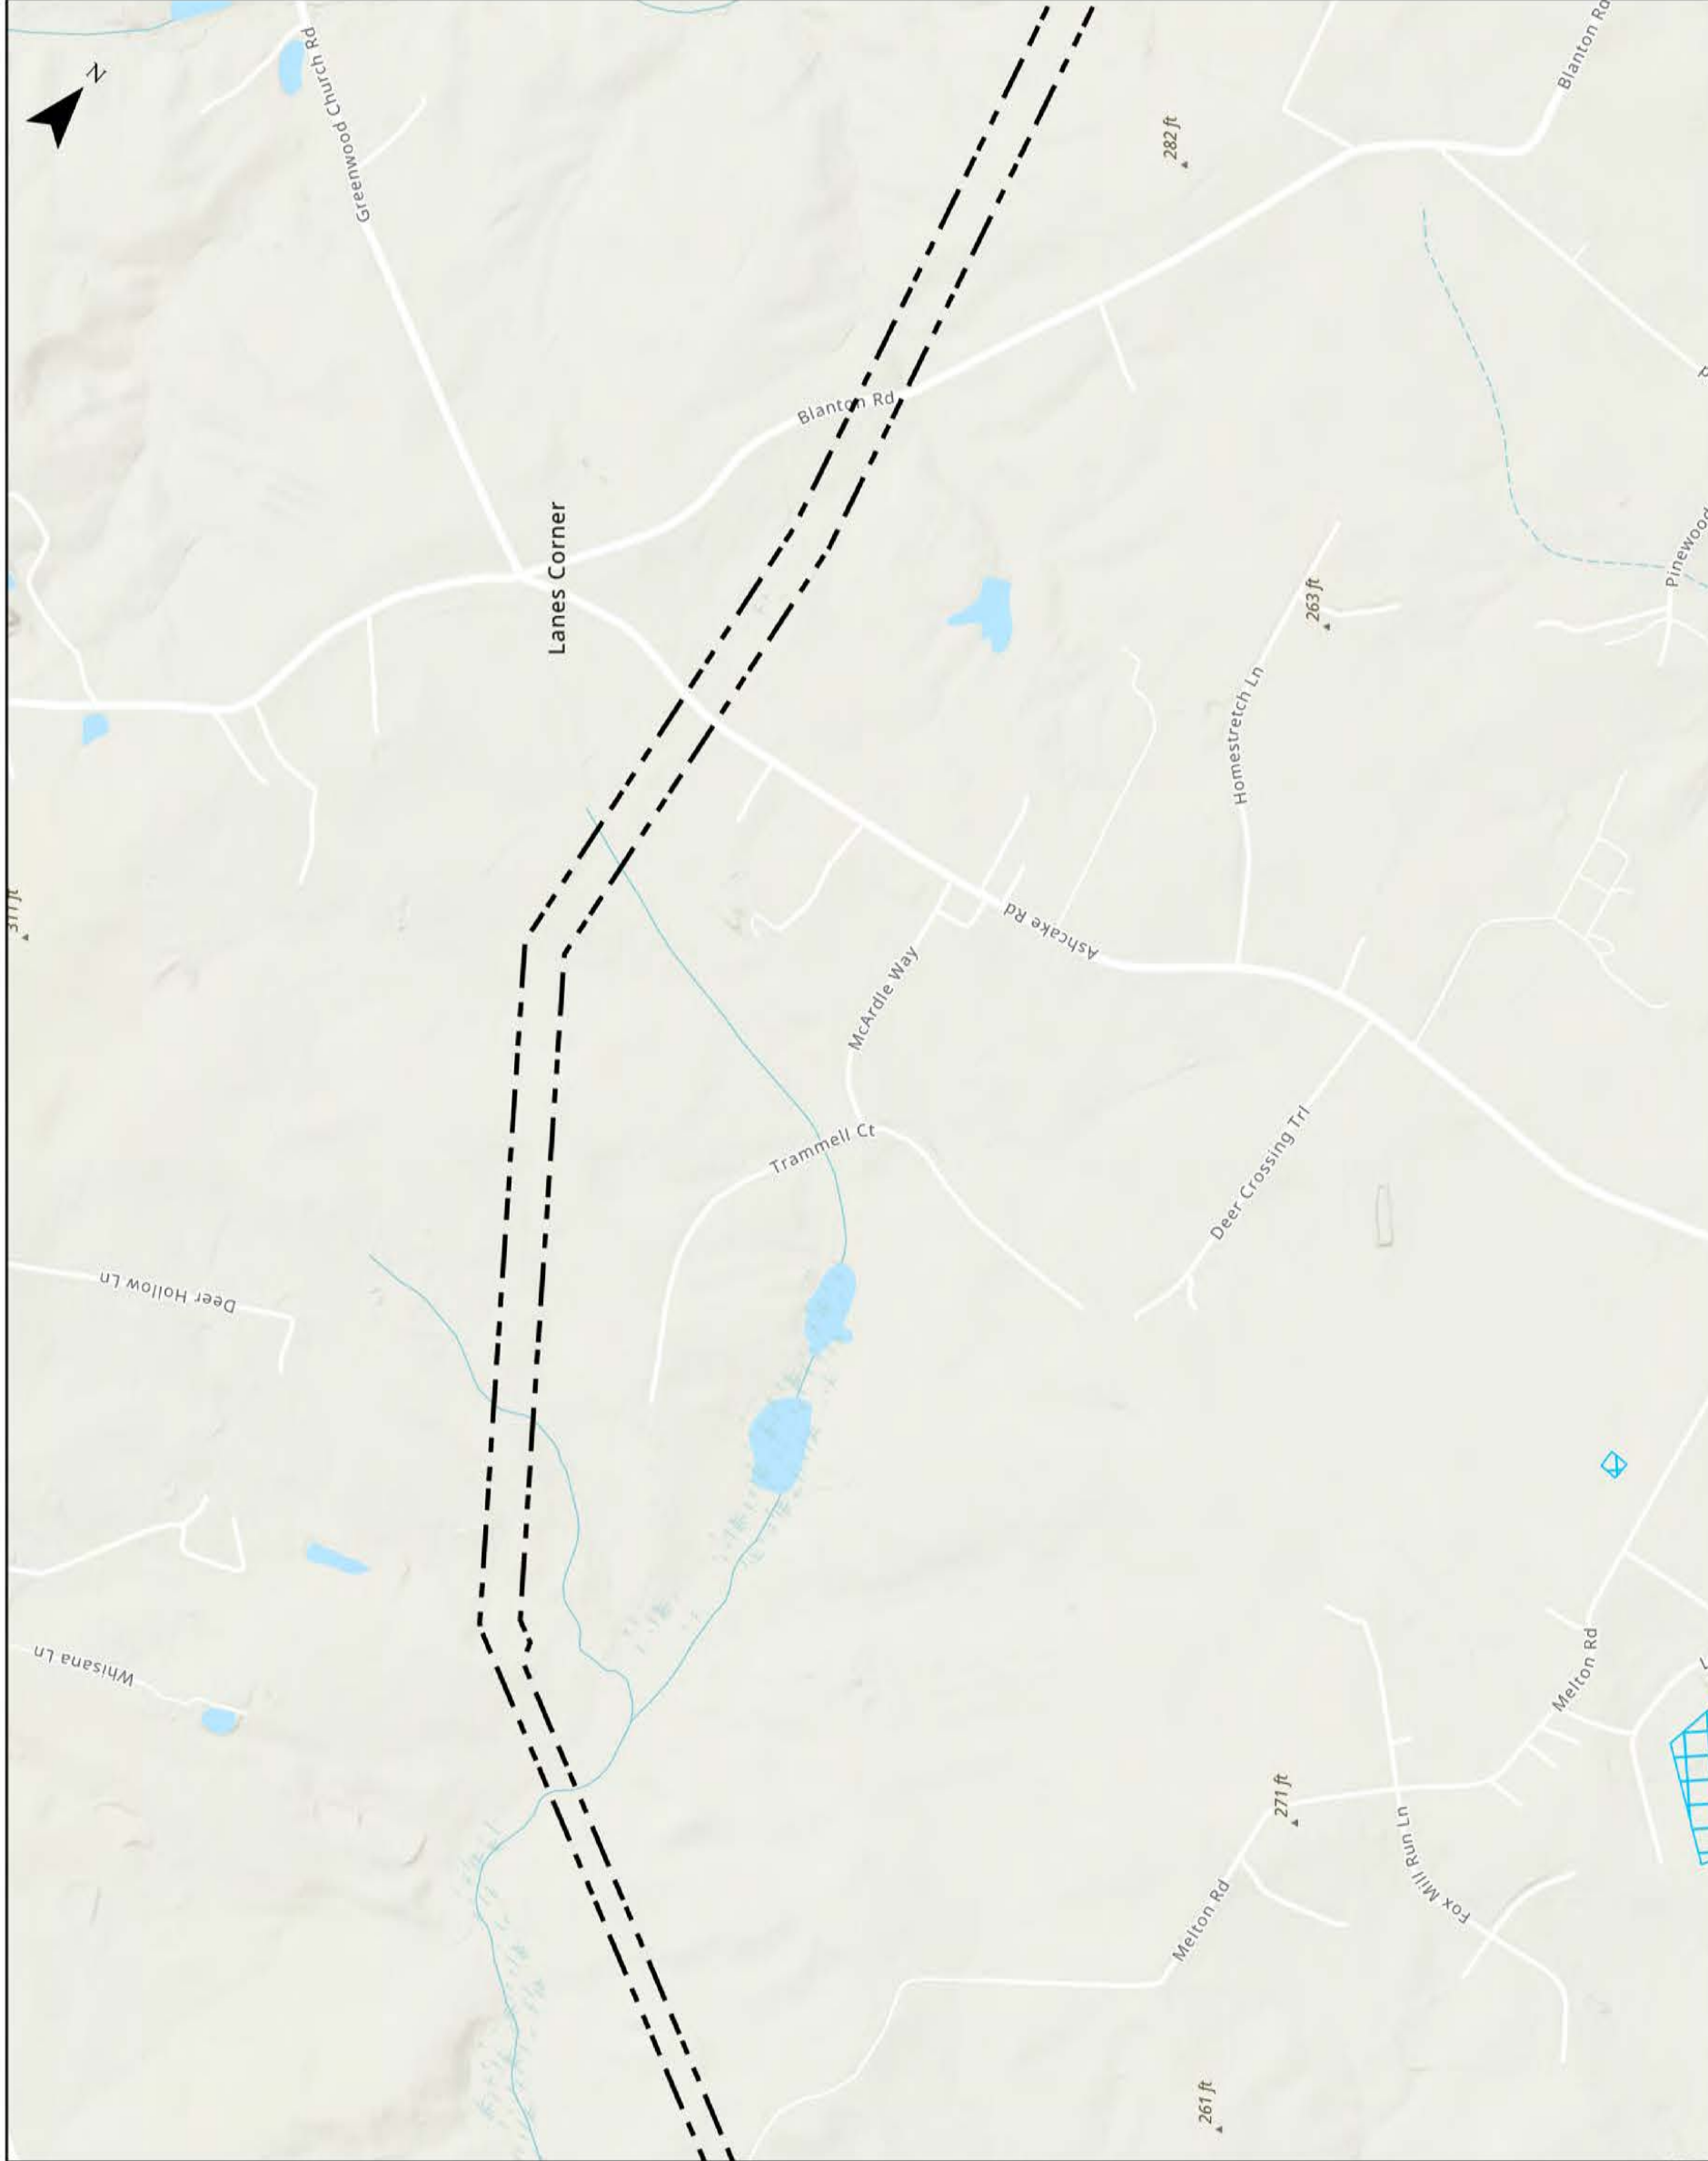 N
Greenwood Church Rd
Blanton Rd
282 ft
Blanton Rd
Lanes Corner
Pinewood
263 ft
Homestretch Ln
311 ft
Ashcake Rd
McArdle Way
Trammell Ct
Deer Crossing Trl
Deer Hollow Ln
Whisana Ln
Melton Rd
271 ft
Fox Mill Run Ln
Melton Rd
261 ft